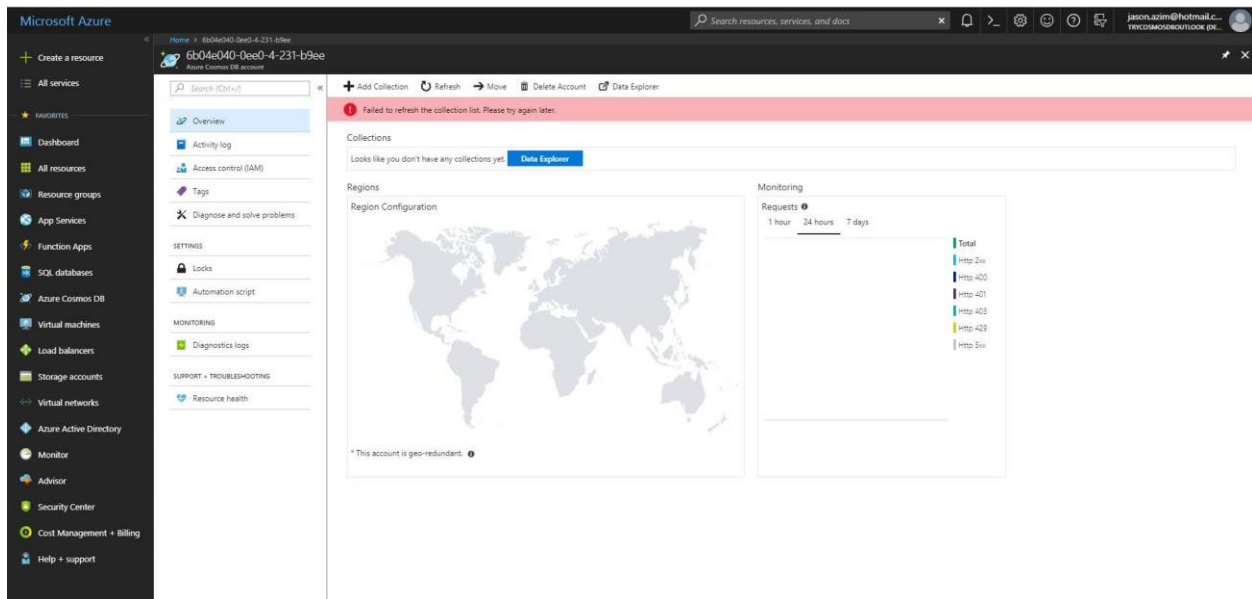 Microsoft Azure
Search resources, services, and docs
jason.azim@hotmail.c...
TRYCOSMOSDBOUTLOOK (DE...
Home > 6b04e040-0ee0-4-231-b9ee
6b04e040-0ee0-4-231-b9ee
Azure Cosmos DB account
Create a resource
All services
FAVORITES
Dashboard
All resources
Resource groups
App Services
Function Apps
SQL databases
Azure Cosmos DB
Virtual machines
Load balancers
Storage accounts
Virtual networks
Azure Active Directory
Monitor
Advisor
Security Center
Cost Management + Billing
Help + support
Search (Ctrl+/)
Overview
Activity log
Access control (IAM)
Tags
Diagnose and solve problems
SETTINGS
Locks
Automation script
MONITORING
Diagnostics logs
SUPPORT + TROUBLESHOOTING
Resource health
Add Collection Refresh Move Delete Account Data Explorer
Failed to refresh the collection list. Please try again later.
Collections
Looks like you don't have any collections yet. Data Explorer
Regions
Region Configuration
* This account is geo-redundant.
Monitoring
Requests
1 hour 24 hours 7 days
Total
Http 2xx
Http 400
Http 401
Http 403
Http 429
Http 5xx